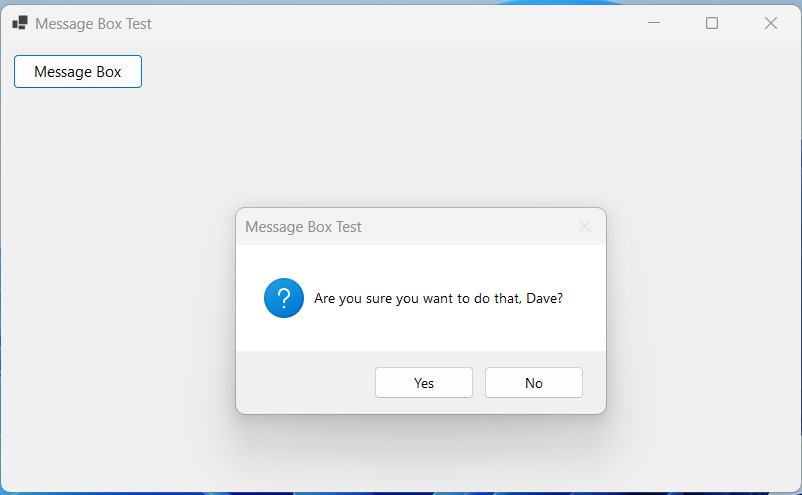 Message Box Test
Message Box
Message Box Test
Are you sure you want to do that, Dave?
Yes
No